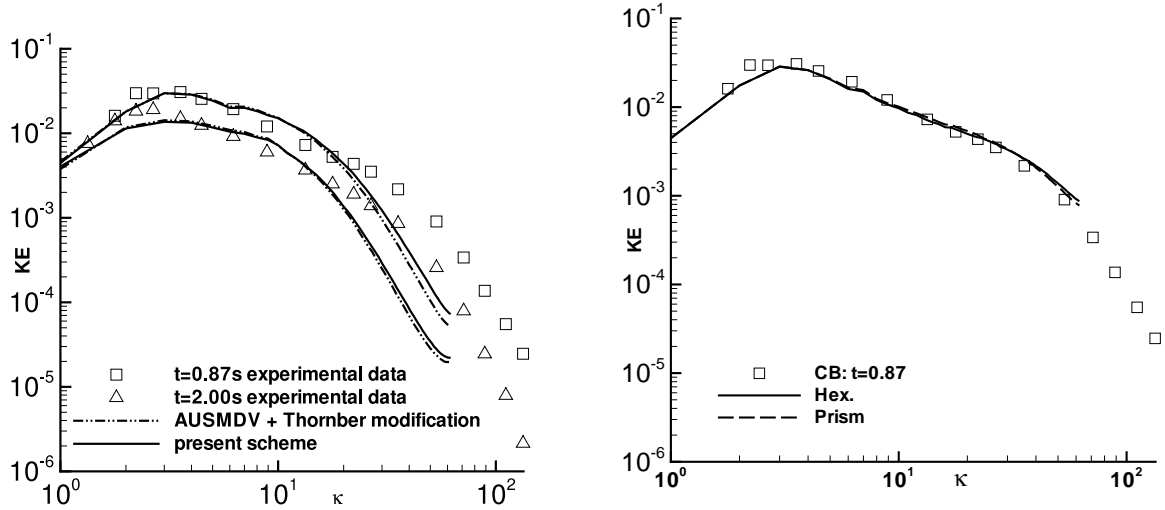 10^-1
10^-2
10^-3
10^-4
10^-5
10^-6
KE
t=0.87s experimental data
t=2.00s experimental data
AUSMDV + Thornber modification
present scheme
10^0
10^1
10^2
κ
10^-1
10^-2
10^-3
10^-4
10^-5
10^-6
KE
CB: t=0.87
Hex.
Prism
10^0
10^1
10^2
κ